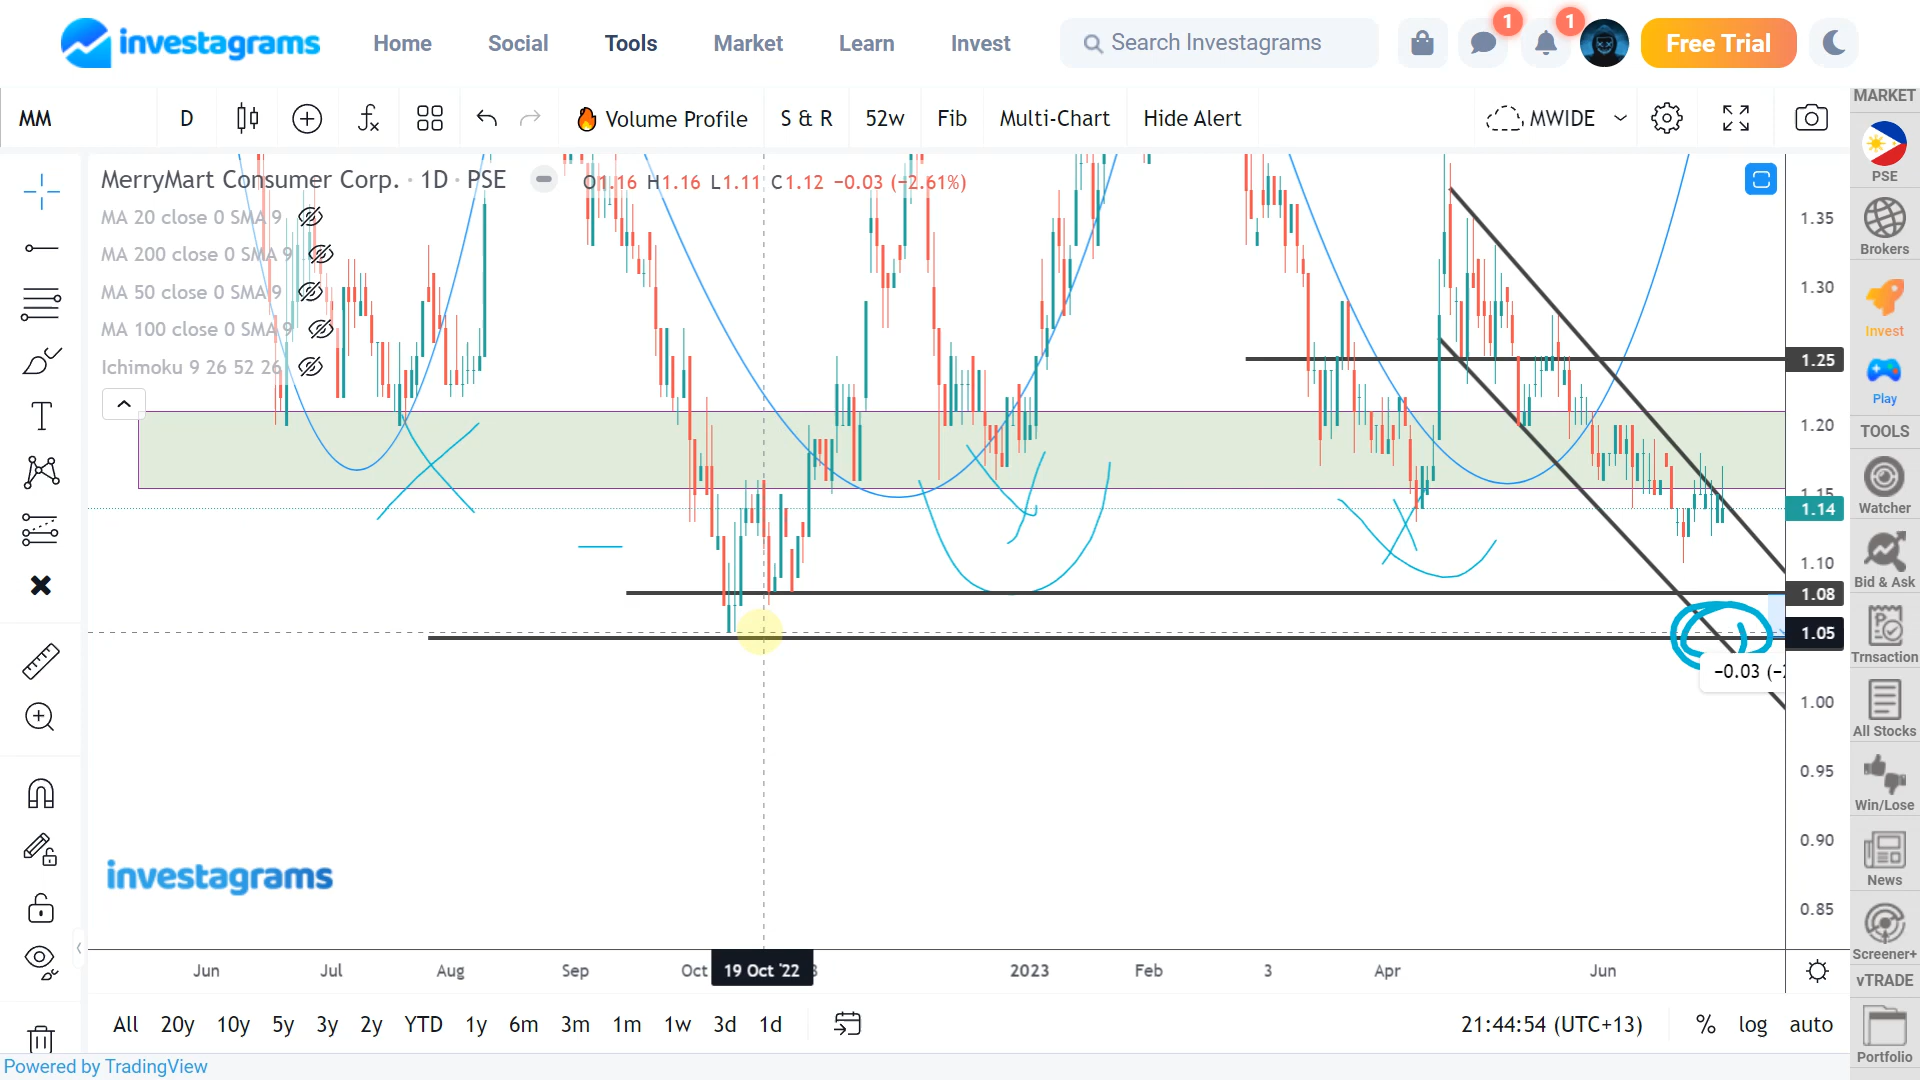 investagrams
Home
Social
Tools
Market
Learn
Invest
Search Investagrams
1
1
Free Trial
MM
D
Volume Profile
S & R
52w
Fib
Multi-Chart
Hide Alert
MWIDE
MARKET
PSE
Brokers
Invest
Play
TOOLS
Watcher
Bid & Ask
Trnsaction
All Stocks
Win/Lose
News
Screener+
vTRADE
Portfolio
MerryMart Consumer Corp. · 1D · PSE
O1.16 H1.16 L1.11 C1.12 −0.03 (−2.61%)
MA 20 close 0 SMA 9
MA 200 close 0 SMA 9
MA 50 close 0 SMA 9
MA 100 close 0 SMA 9
Ichimoku 9 26 52 26
1.35
1.30
1.25
1.20
1.15
1.14
1.10
1.08
1.05
1.00
0.95
0.90
0.85
−0.03 (−
investagrams
Jun
Jul
Aug
Sep
Oct
19 Oct '22
2023
Feb
3
Apr
Jun
All
20y
10y
5y
3y
2y
YTD
1y
6m
3m
1m
1w
3d
1d
21:44:54 (UTC+13)
%
log
auto
Powered by TradingView